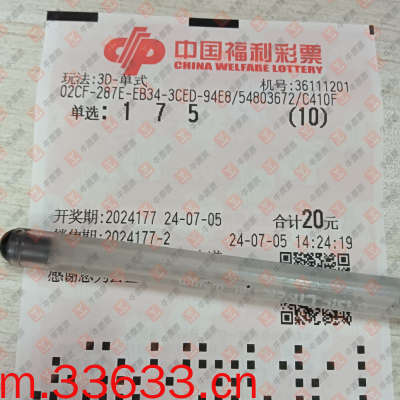 中国福利彩票
CHINA WELFARE LOTTERY
玩法:3D-单式 机号:36111201
02CF-287E-EB34-3CED-94E8/54803672/C410F
单选: 1 7 5 (10)
开奖期:2024177 24-07-05 合计20元
销售期:2024177-2 24-07-05 14:24:19
m.33633.cn